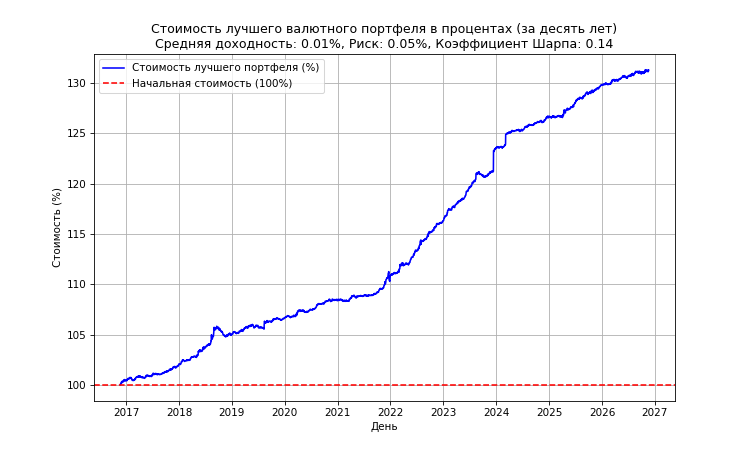 Стоимость лучшего валютного портфеля в процентах (за десять лет)
Средняя доходность: 0.01%, Риск: 0.05%, Коэффициент Шарпа: 0.14
Стоимость лучшего портфеля (%)
Начальная стоимость (100%)
Стоимость (%)
130
125
120
115
110
105
100
2017 2018 2019 2020 2021 2022 2023 2024 2025 2026 2027
День